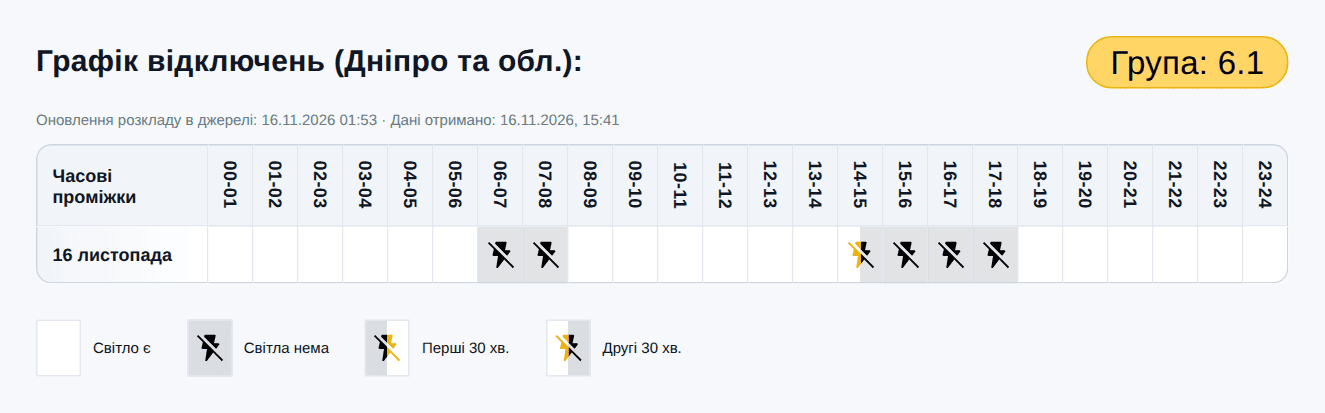 Графік відключень (Дніпро та обл.):
Група: 6.1
Оновлення розкладу в джерелі: 16.11.2026 01:53 · Дані отримано: 16.11.2026, 15:41
Часові
проміжки
00-01
01-02
02-03
03-04
04-05
05-06
06-07
07-08
08-09
09-10
10-11
11-12
12-13
13-14
14-15
15-16
16-17
17-18
18-19
19-20
20-21
21-22
22-23
23-24
16 листопада
Світло є
Світла нема
Перші 30 хв.
Другі 30 хв.